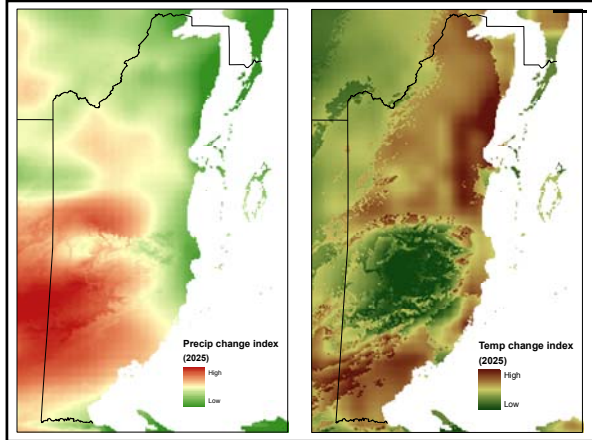 Precip change index
(2025)
High
Low
Temp change index
(2025)
High
Low